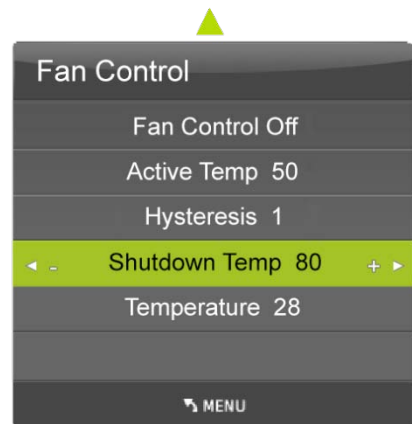 Fan Control
Fan Control Off
Active Temp 50
Hysteresis 1
- Shutdown Temp 80 +
Temperature 28
MENU